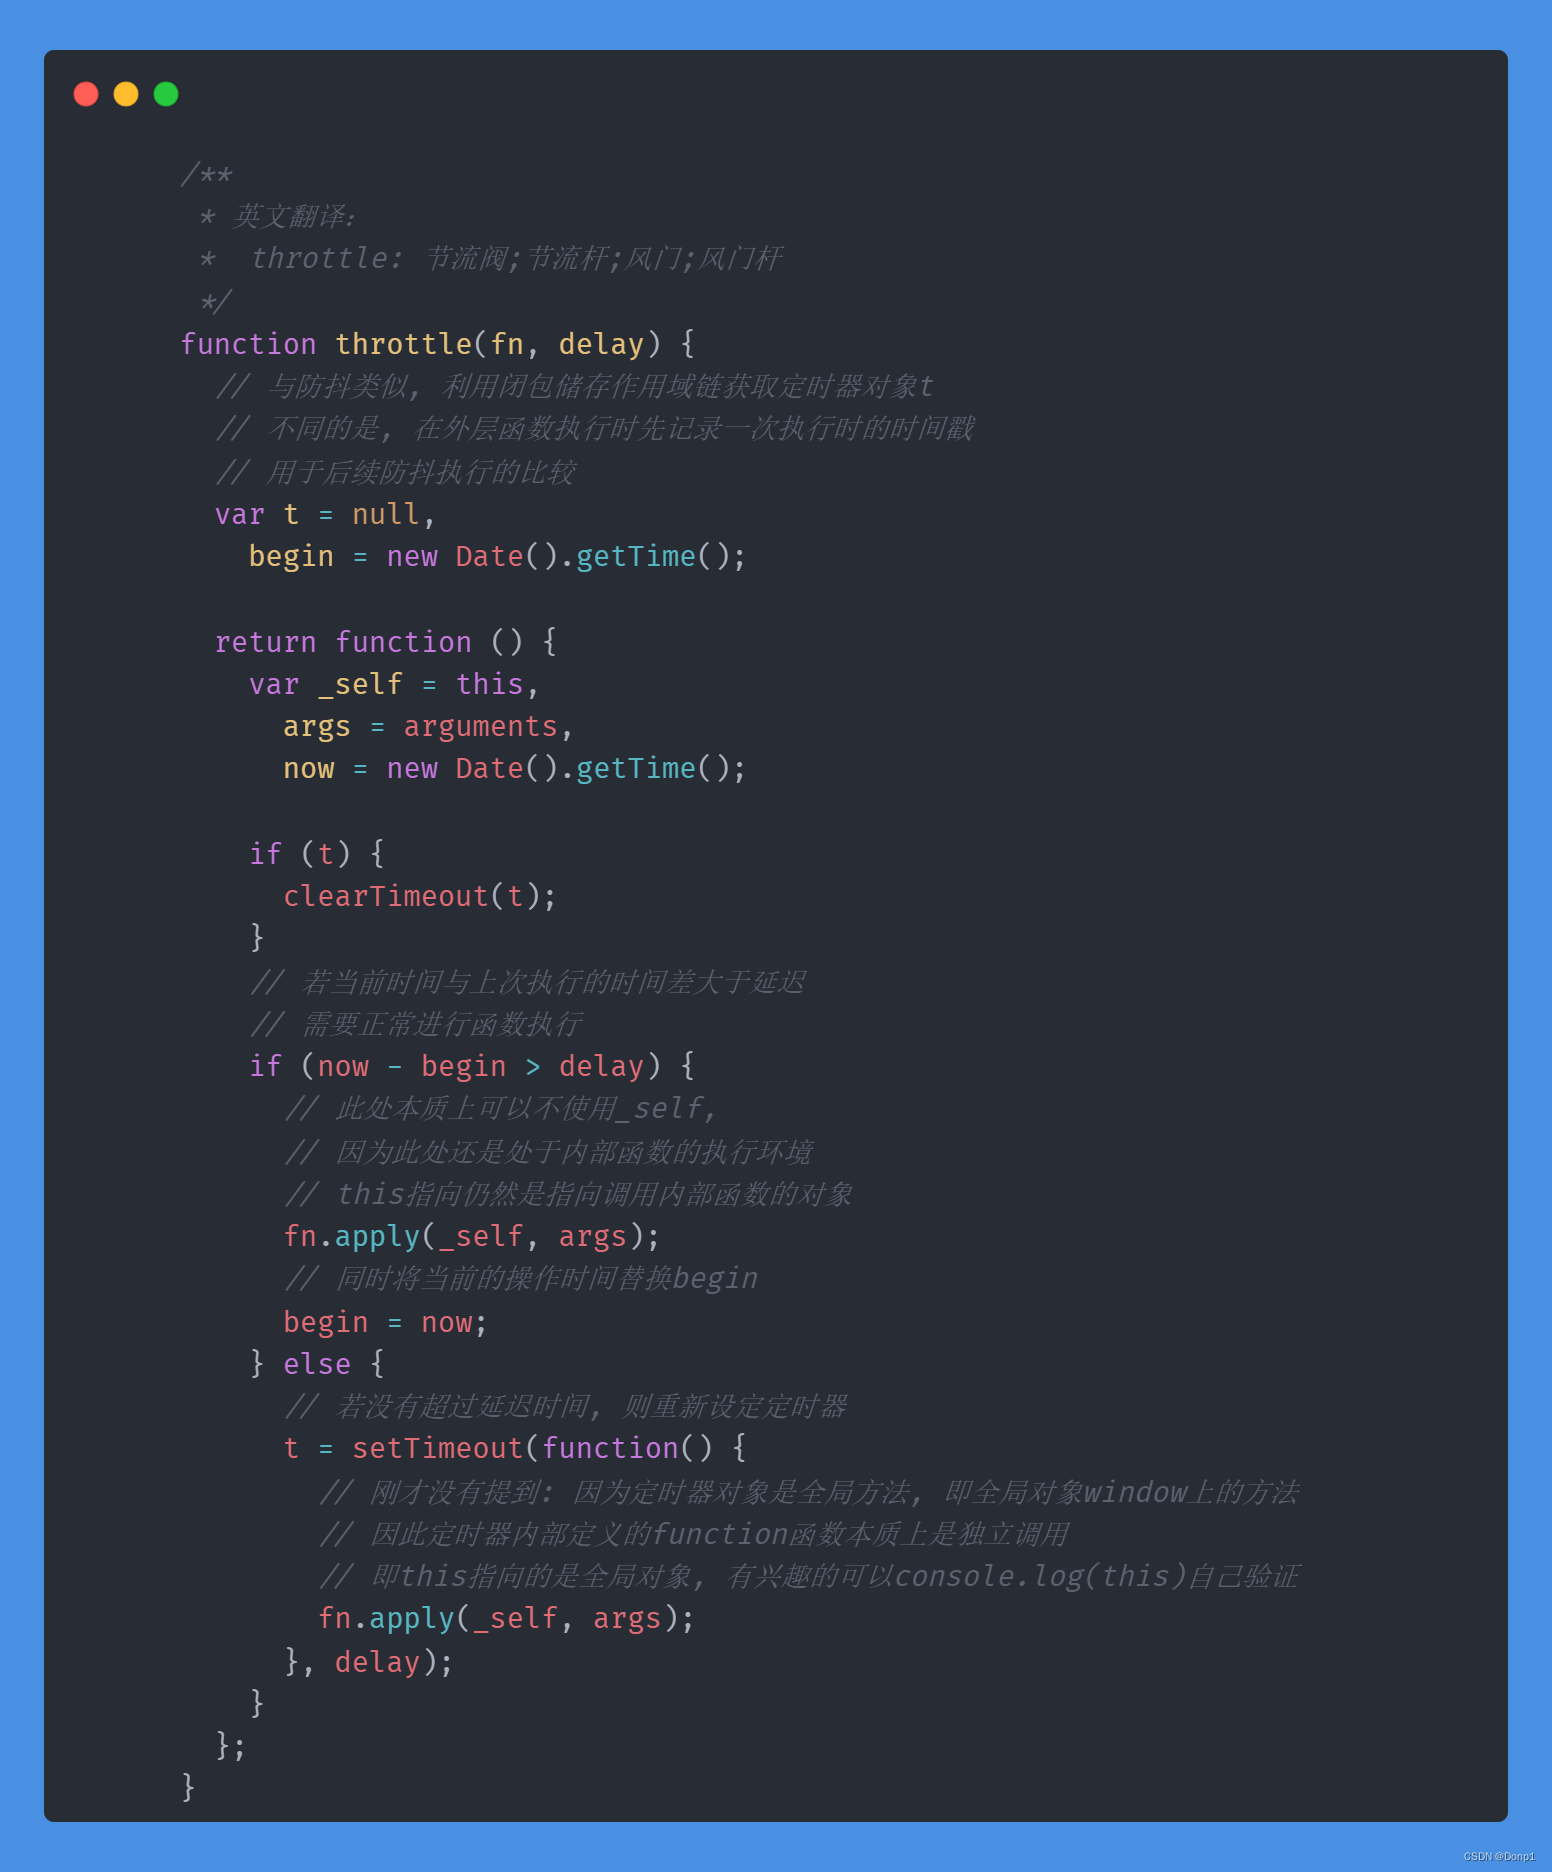 /**
 * 英文翻译:
 *  throttle: 节流阀;节流杆;风门;风门杆
 */
function throttle(fn, delay) {
  // 与防抖类似, 利用闭包储存作用域链获取定时器对象t
  // 不同的是, 在外层函数执行时先记录一次执行时的时间戳
  // 用于后续防抖执行的比较
  var t = null,
    begin = new Date().getTime();

  return function () {
    var _self = this,
      args = arguments,
      now = new Date().getTime();

    if (t) {
      clearTimeout(t);
    }
    // 若当前时间与上次执行的时间差大于延迟
    // 需要正常进行函数执行
    if (now - begin > delay) {
      // 此处本质上可以不使用_self,
      // 因为此处还是处于内部函数的执行环境
      // this指向仍然是指向调用内部函数的对象
      fn.apply(_self, args);
      // 同时将当前的操作时间替换begin
      begin = now;
    } else {
      // 若没有超过延迟时间, 则重新设定定时器
      t = setTimeout(function() {
        // 刚才没有提到: 因为定时器对象是全局方法, 即全局对象window上的方法
        // 因此定时器内部定义的function函数本质上是独立调用
        // 即this指向的是全局对象, 有兴趣的可以console.log(this)自己验证
        fn.apply(_self, args);
      }, delay);
    }
  };
}
CSDN @Donp1